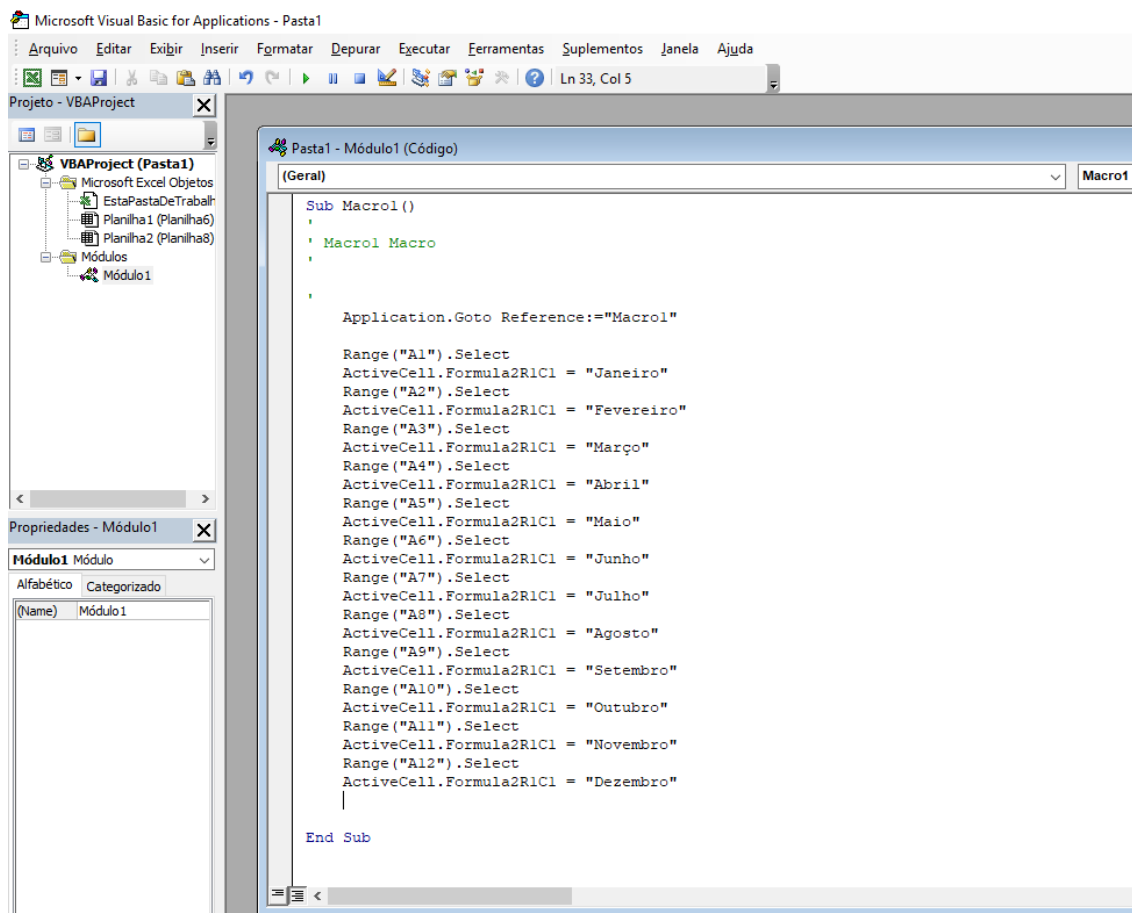 Microsoft Visual Basic for Applications - Pasta1
Arquivo Editar Exibir Inserir Formatar Depurar Executar Ferramentas Suplementos Janela Ajuda
Ln 33, Col 5
Projeto - VBAProject
VBAProject (Pasta1)
Microsoft Excel Objetos
EstaPastaDeTrabalh
Planilha1 (Planilha6)
Planilha2 (Planilha8)
Módulos
Módulo1
Propriedades - Módulo1
Módulo1 Módulo
Alfabético Categorizado
(Name) Módulo1
Pasta1 - Módulo1 (Código)
(Geral) Macro1
Sub Macro1()
'
' Macro1 Macro
'
'
Application.Goto Reference:="Macro1"
Range("A1").Select
ActiveCell.Formula2R1C1 = "Janeiro"
Range("A2").Select
ActiveCell.Formula2R1C1 = "Fevereiro"
Range("A3").Select
ActiveCell.Formula2R1C1 = "Março"
Range("A4").Select
ActiveCell.Formula2R1C1 = "Abril"
Range("A5").Select
ActiveCell.Formula2R1C1 = "Maio"
Range("A6").Select
ActiveCell.Formula2R1C1 = "Junho"
Range("A7").Select
ActiveCell.Formula2R1C1 = "Julho"
Range("A8").Select
ActiveCell.Formula2R1C1 = "Agosto"
Range("A9").Select
ActiveCell.Formula2R1C1 = "Setembro"
Range("A10").Select
ActiveCell.Formula2R1C1 = "Outubro"
Range("A11").Select
ActiveCell.Formula2R1C1 = "Novembro"
Range("A12").Select
ActiveCell.Formula2R1C1 = "Dezembro"
End Sub